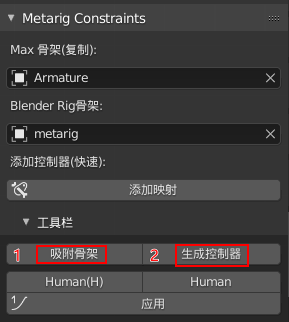 Metarig Constraints
Max 骨架(复制):
Armature
Blender Rig骨架:
metarig
添加控制器(快速):
添加映射
工具栏
1 吸附骨架 2 生成控制器
Human(H) Human
应用